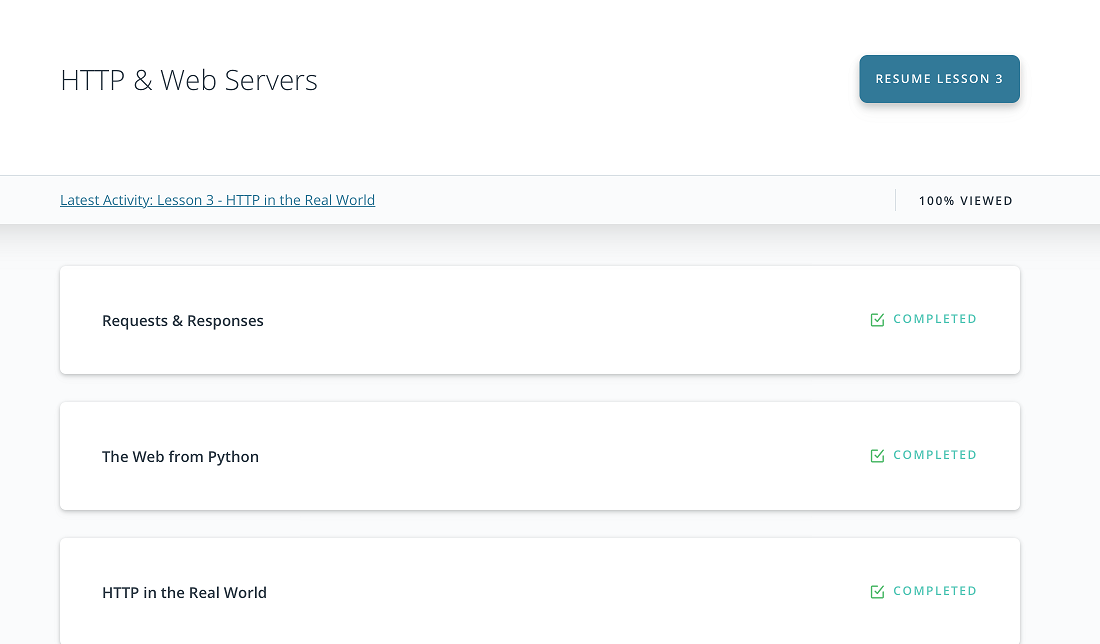 HTTP & Web Servers
RESUME LESSON 3
Latest Activity: Lesson 3 - HTTP in the Real World
100% VIEWED
Requests & Responses
COMPLETED
The Web from Python
COMPLETED
HTTP in the Real World
COMPLETED